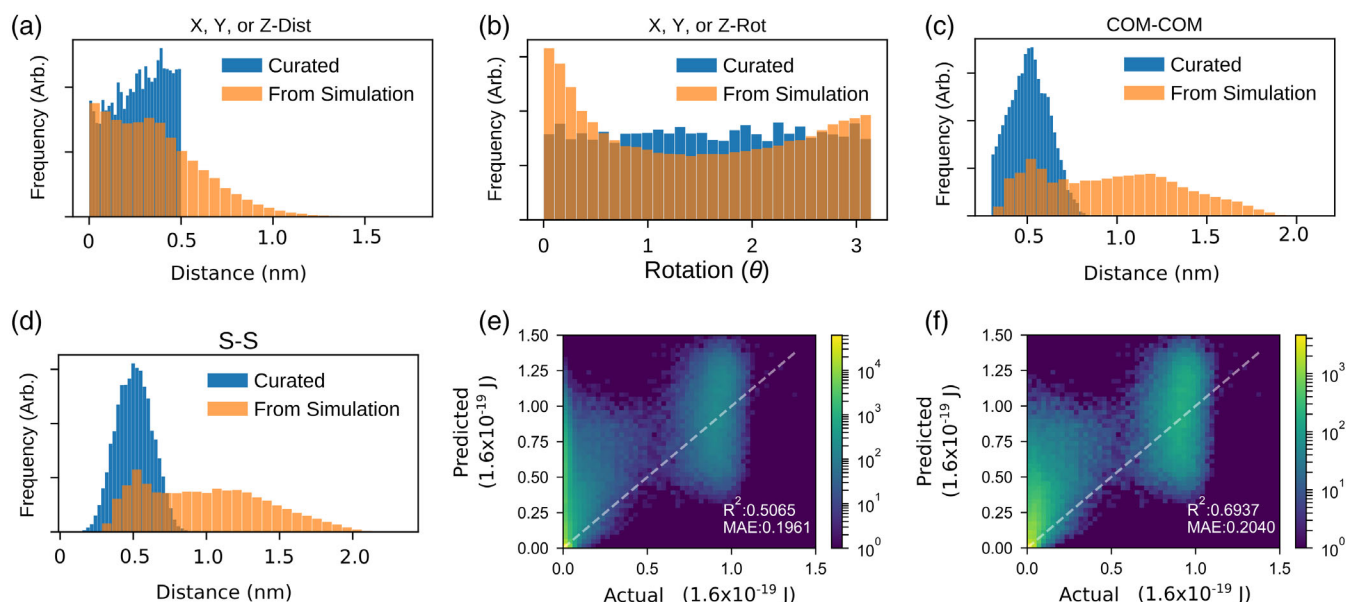 (a)
X, Y, or Z-Dist
Frequency (Arb.)
Curated
From Simulation
0
0.5
1.0
1.5
Distance (nm)
(b)
X, Y, or Z-Rot
Frequency (Arb.)
Curated
From Simulation
0
1
2
3
Rotation (θ)
(c)
COM-COM
Frequency (Arb.)
Curated
From Simulation
0.5
1.0
1.5
2.0
Distance (nm)
(d)
S-S
Frequency (Arb.)
Curated
From Simulation
0
0.5
1.0
1.5
2.0
Distance (nm)
(e)
Predicted
(1.6x10⁻¹⁹ J)
1.50
1.25
1.00
0.75
0.50
0.25
0.00
R²:0.5065
MAE:0.1961
0.0
0.5
1.0
1.5
Actual (1.6x10⁻¹⁹ J)
10⁴
10³
10²
10¹
10⁰
(f)
Predicted
(1.6x10⁻¹⁹ J)
1.50
1.25
1.00
0.75
0.50
0.25
0.00
R²:0.6937
MAE:0.2040
0.0
0.5
1.0
1.5
Actual (1.6x10⁻¹⁹ J)
10³
10²
10¹
10⁰